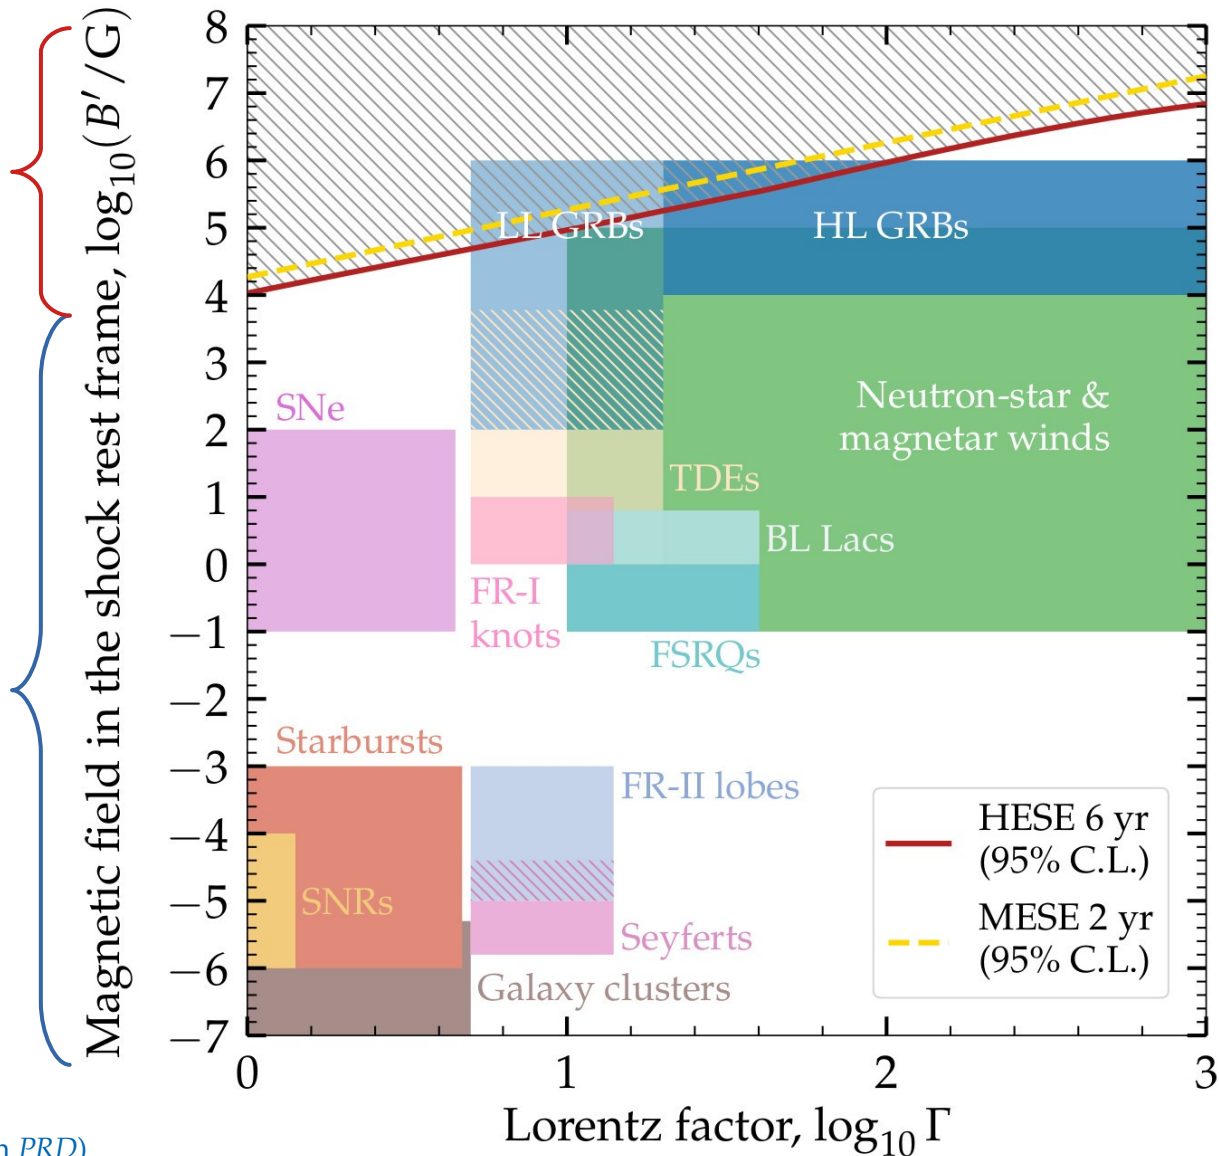 Magnetic field in the shock rest frame, log10(B′/G)
8
7
6
5
4
3
2
1
0
−1
−2
−3
−4
−5
−6
−7
LL GRBs
HL GRBs
SNe
Neutron-star &
magnetar winds
TDEs
BL Lacs
FR-I
knots
FSRQs
Starbursts
FR-II lobes
SNRs
Seyferts
Galaxy clusters
HESE 6 yr
(95% C.L.)
MESE 2 yr
(95% C.L.)
0
1
2
3
Lorentz factor, log10 Γ
PRD)